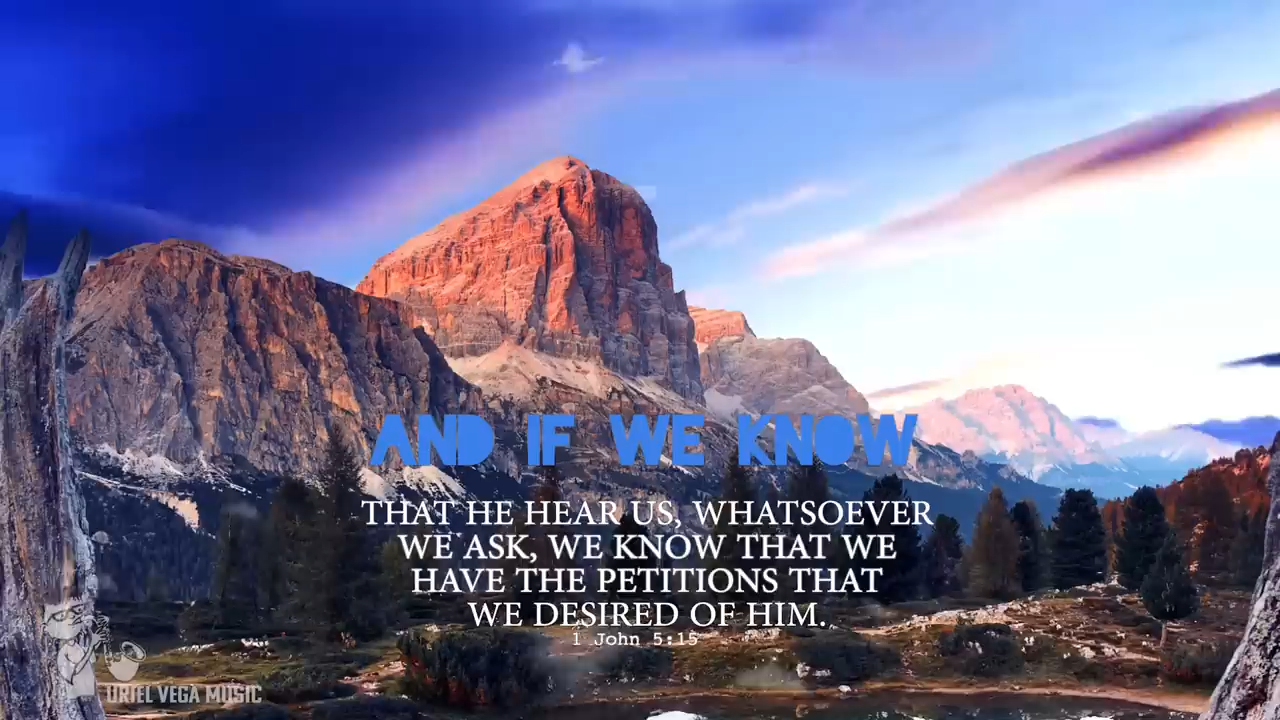 AND IF WE KNOW
THAT HE HEAR US, WHATSOEVER
WE ASK, WE KNOW THAT WE
HAVE THE PETITIONS THAT
WE DESIRED OF HIM.
1 John 5:15
URIEL VEGA MUSIC